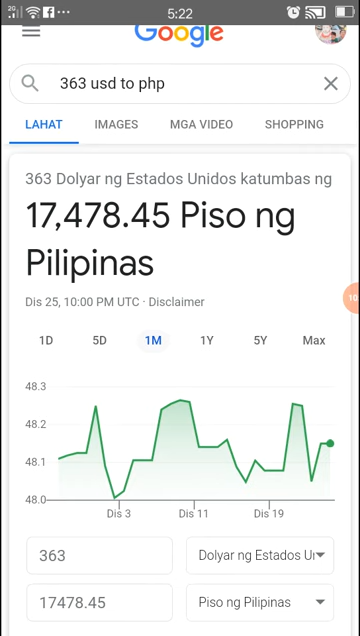 20
5:22
Google
363 usd to php
LAHAT IMAGES MGA VIDEO SHOPPING
363 Dolyar ng Estados Unidos katumbas ng
17,478.45 Piso ng
Pilipinas
Dis 25, 10:00 PM UTC · Disclaimer
1D 5D 1M 1Y 5Y Max
10
48.3
48.2
48.1
48.0
Dis 3 Dis 11 Dis 19
363 Dolyar ng Estados
17478.45 Piso ng Pilipinas